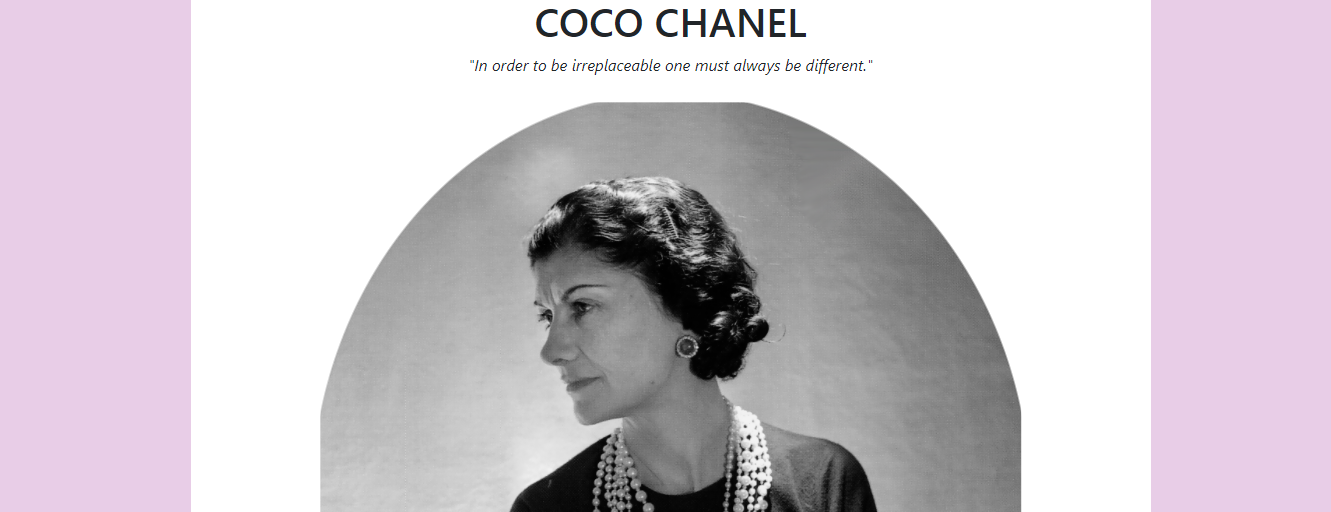 COCO CHANEL
"In order to be irreplaceable one must always be different."